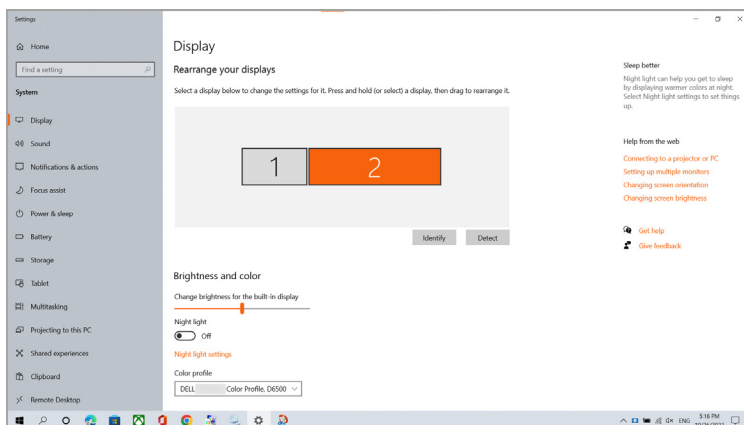 Settings
Home
Find a setting
System
Display
Sound
Notifications & actions
Focus assist
Power & sleep
Battery
Storage
Tablet
Multitasking
Projecting to this PC
Shared experiences
Clipboard
Remote Desktop
Display
Rearrange your displays
Select a display below to change the settings for it. Press and hold (or select) a display, then drag to rearrange it.
1
2
Identify
Detect
Brightness and color
Change brightness for the built-in display
Night light
Off
Night light settings
Color profile
DELL Color Profile, D6500
Sleep better
Night light can help you get to sleep
by displaying warmer colors at night.
Select Night light settings to set things
up.
Help from the web
Connecting to a projector or PC
Setting up multiple monitors
Changing screen orientation
Changing screen brightness
Get help
Give feedback
ENG
5:16 PM